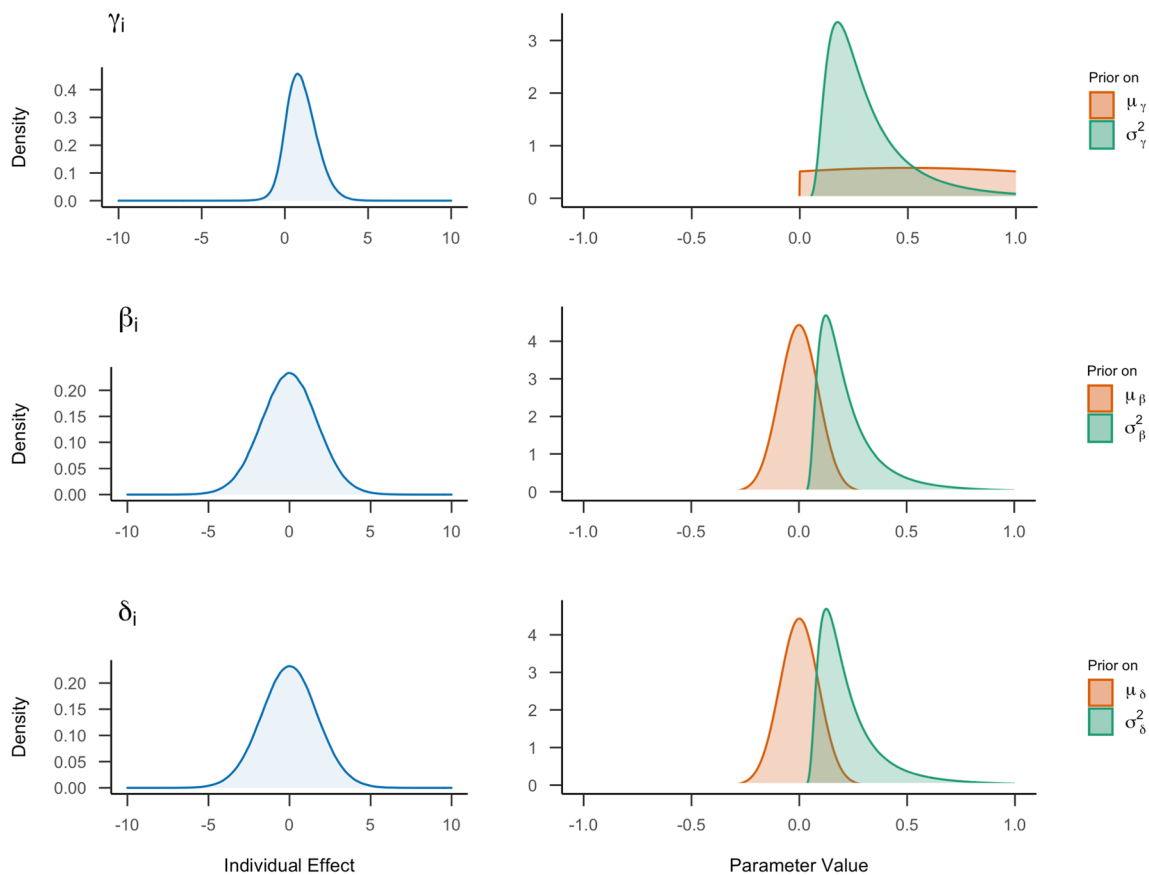 γi
Density
0.4
0.3
0.2
0.1
0.0
-10 -5 0 5 10
3
2
1
0
-1.0 -0.5 0.0 0.5 1.0
Prior on
μγ
σ²γ
βi
Density
0.20
0.15
0.10
0.05
0.00
-10 -5 0 5 10
4
3
2
1
0
-1.0 -0.5 0.0 0.5 1.0
Prior on
μβ
σ²β
δi
Density
0.20
0.15
0.10
0.05
0.00
-10 -5 0 5 10
Individual Effect
4
3
2
1
0
-1.0 -0.5 0.0 0.5 1.0
Parameter Value
Prior on
μδ
σ²δ